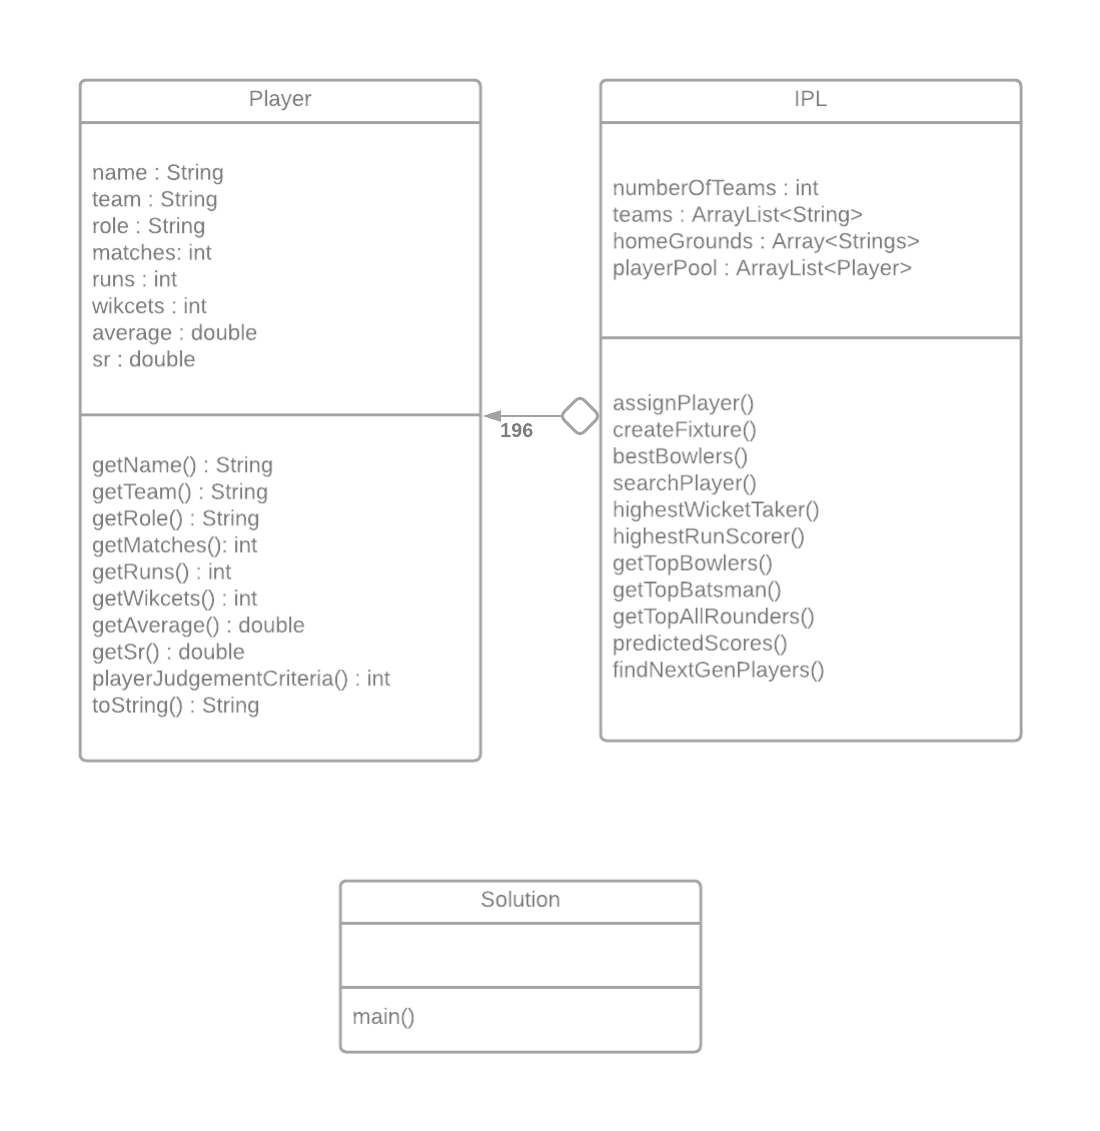 Player
name : String
team : String
role : String
matches: int
runs : int
wikcets : int
average : double
sr : double
getName() : String
getTeam() : String
getRole() : String
getMatches(): int
getRuns() : int
getWikcets() : int
getAverage() : double
getSr() : double
playerJudgementCriteria() : int
toString() : String
196
IPL
numberOfTeams : int
teams : ArrayList<String>
homeGrounds : Array<Strings>
playerPool : ArrayList<Player>
assignPlayer()
createFixture()
bestBowlers()
searchPlayer()
highestWicketTaker()
highestRunScorer()
getTopBowlers()
getTopBatsman()
getTopAllRounders()
predictedScores()
findNextGenPlayers()
Solution
main()